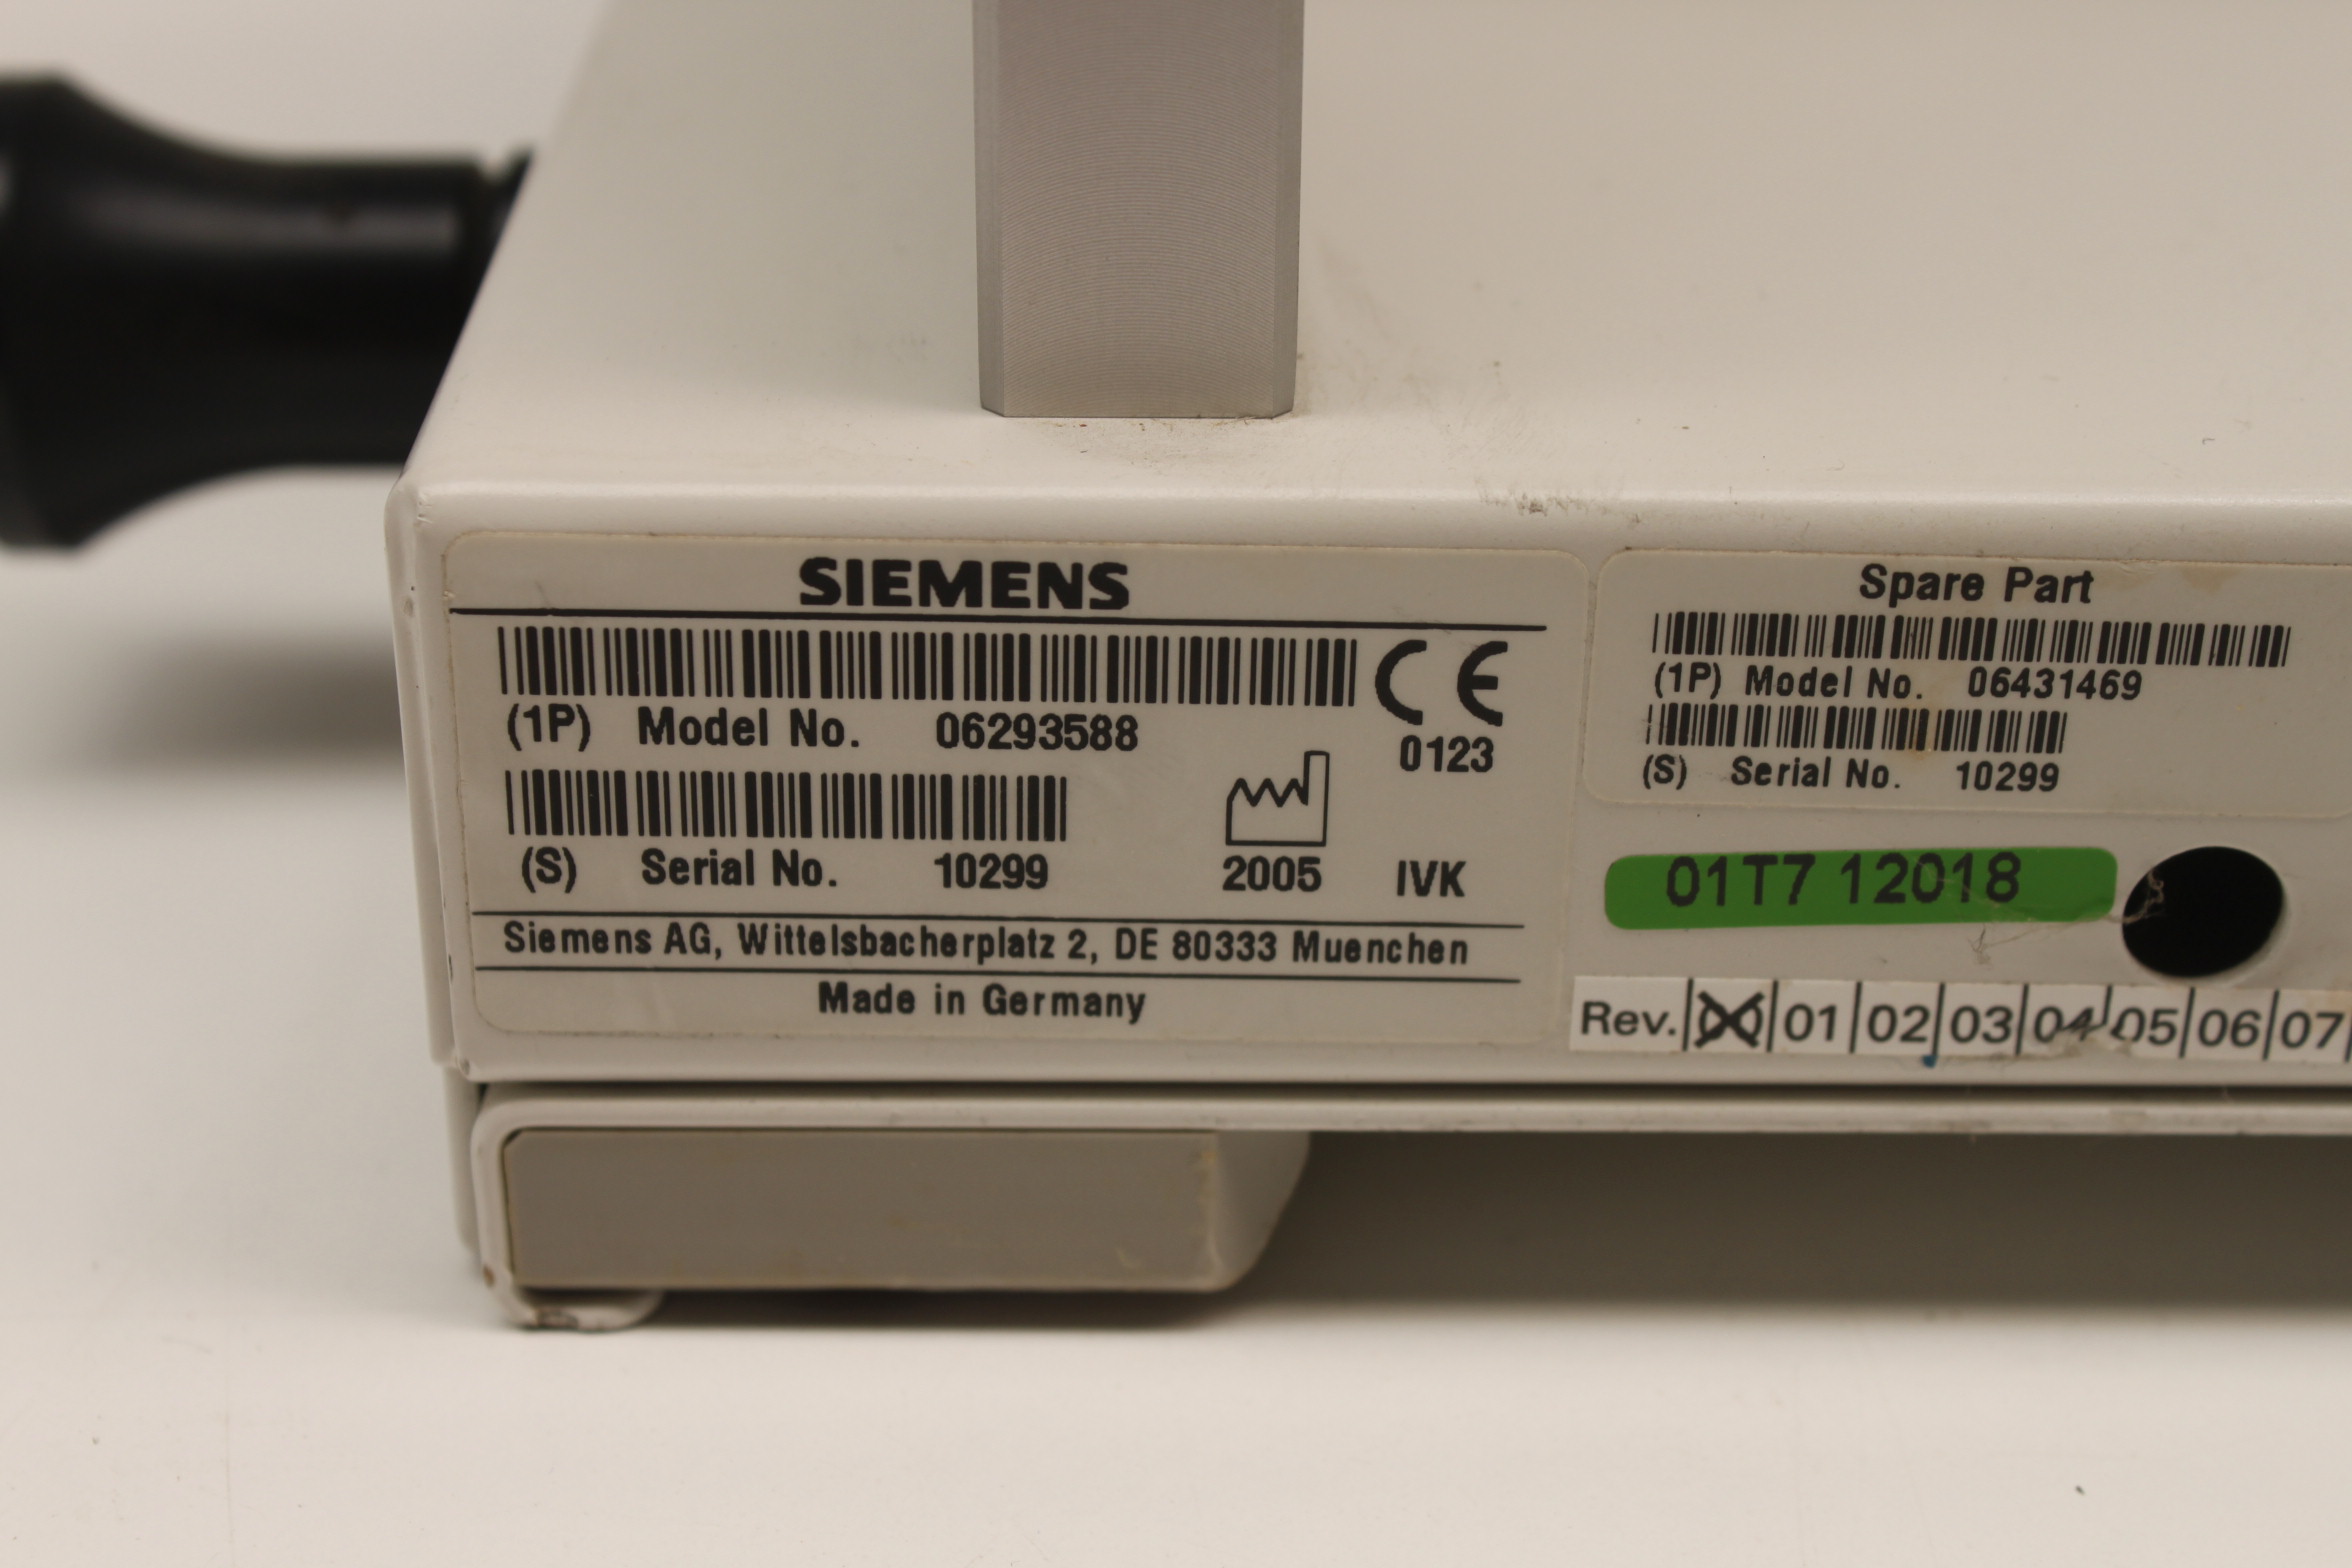 SIEMENS
(1P) Model No. 06293588
CE
0123
(S) Serial No. 10299
2005 IVK
Siemens AG, Wittelsbacherplatz 2, DE 80333 Muenchen
Made in Germany
Spare Part
(1P) Model No. 06431469
(S) Serial No. 10299
01T7 12018
Rev. 00 01 02 03 04 05 06 07